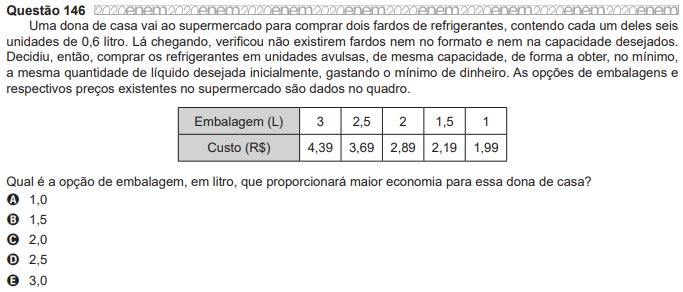 Questão 146 2020enem2020enem2020enem2020enem2020enem2020enem2020enem2020enem
Uma dona de casa vai ao supermercado para comprar dois fardos de refrigerantes, contendo cada um deles seis
unidades de 0,6 litro. Lá chegando, verificou não existirem fardos nem no formato e nem na capacidade desejados.
Decidiu, então, comprar os refrigerantes em unidades avulsas, de mesma capacidade, de forma a obter, no mínimo,
a mesma quantidade de líquido desejada inicialmente, gastando o mínimo de dinheiro. As opções de embalagens e
respectivos preços existentes no supermercado são dados no quadro.
Embalagem (L) 3 2,5 2 1,5 1
Custo (R$) 4,39 3,69 2,89 2,19 1,99
Qual é a opção de embalagem, em litro, que proporcionará maior economia para essa dona de casa?
A 1,0
B 1,5
C 2,0
D 2,5
E 3,0